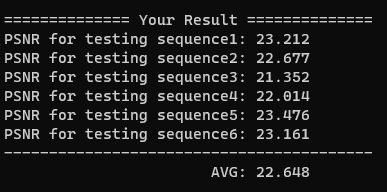 ============== Your Result ==============
PSNR for testing sequence1: 23.212
PSNR for testing sequence2: 22.677
PSNR for testing sequence3: 21.352
PSNR for testing sequence4: 22.014
PSNR for testing sequence5: 23.476
PSNR for testing sequence6: 23.161
-----------------------------------------
AVG: 22.648